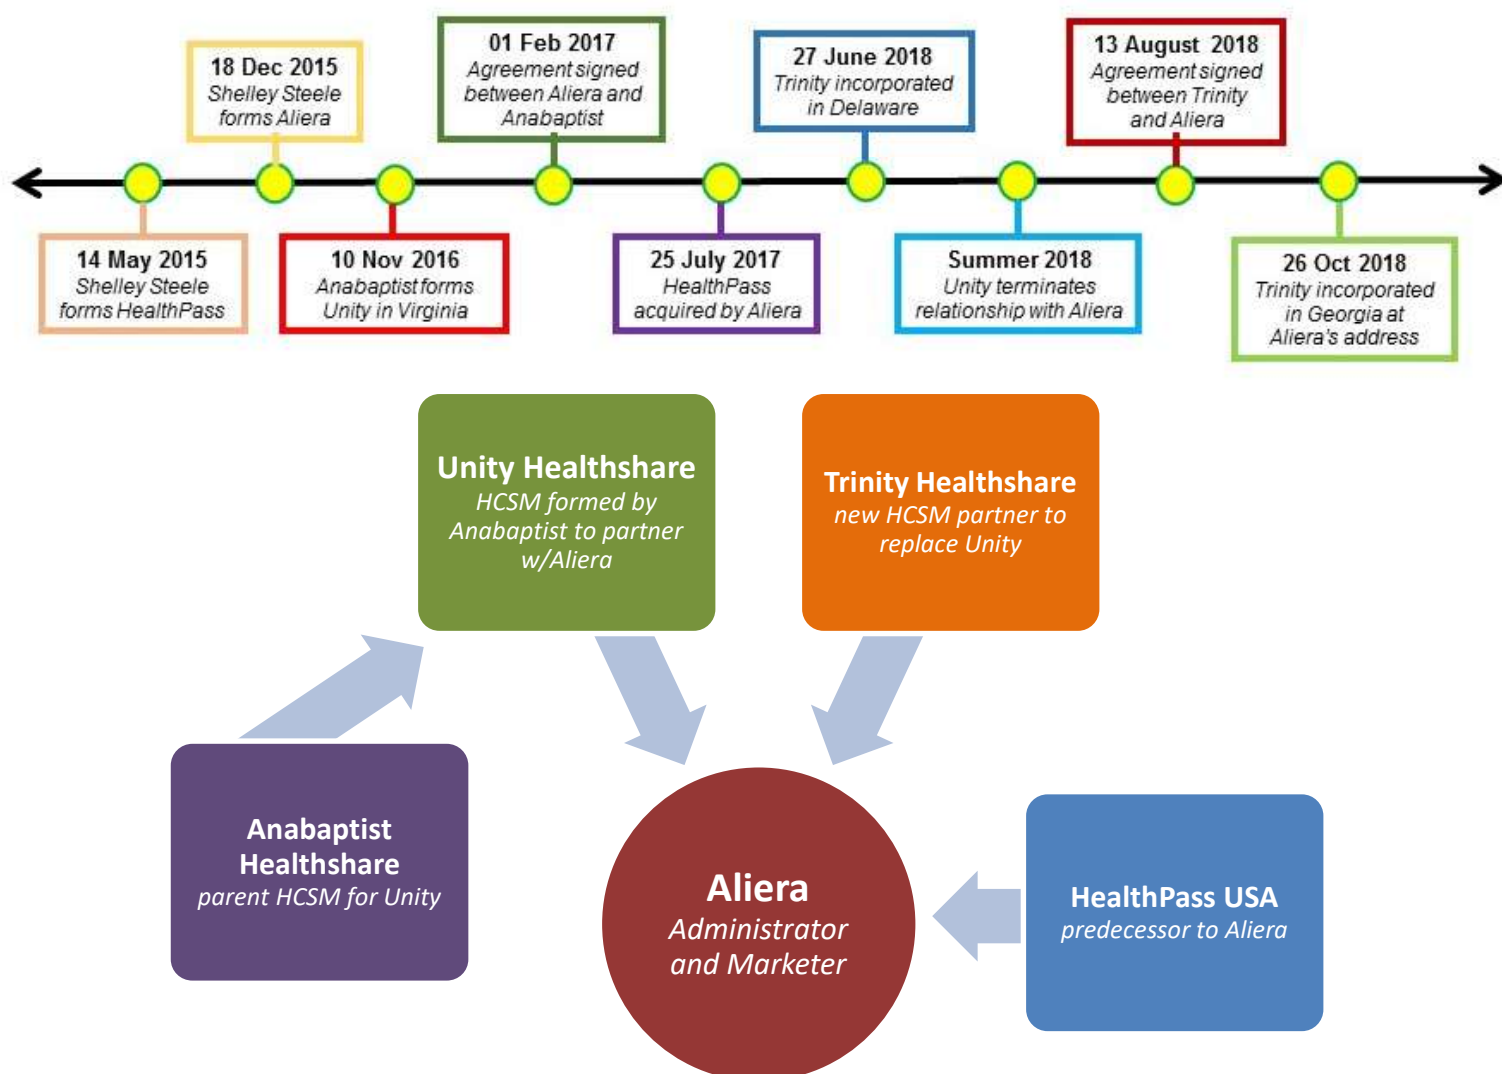 18 Dec 2015
Shelley Steele
forms Aliera
01 Feb 2017
Agreement signed
between Aliera and
Anabaptist
27 June 2018
Trinity incorporated
in Delaware
13 August 2018
Agreement signed
between Trinity
and Aliera
14 May 2015
Shelley Steele
forms HealthPass
10 Nov 2016
Anabaptist forms
Unity in Virginia
25 July 2017
HealthPass
acquired by Aliera
Summer 2018
Unity terminates
relationship with Aliera
26 Oct 2018
Trinity incorporated
in Georgia at
Aliera's address
Unity Healthshare
HCSM formed by
Anabaptist to partner
w/Aliera
Trinity Healthshare
new HCSM partner to
replace Unity
Anabaptist
Healthshare
parent HCSM for Unity
Aliera
Administrator
and Marketer
HealthPass USA
predecessor to Aliera